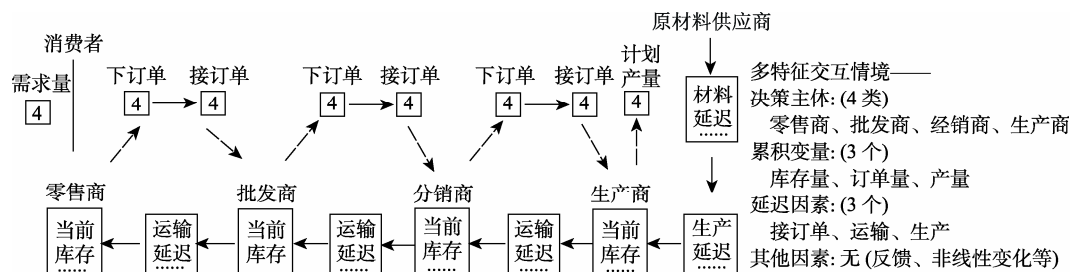 消费者
需求量
4
下订单
接订单
4
4
下订单
接订单
4
4
下订单
接订单
4
4
计划
产量
4
原材料供应商
材料
延迟
……
零售商
当前
库存
……
运输
延迟
……
批发商
当前
库存
……
运输
延迟
……
分销商
当前
库存
……
运输
延迟
……
生产商
当前
库存
……
生产
延迟
……
多特征交互情境——
决策主休: (4 类)
零售商、批发商、经销商、生产商
累积变量: (3 个)
库存量、订单量、产量
延迟因素: (3 个)
接订单、运输、生产
其他因素: 无 (反馈、非线性变化等)